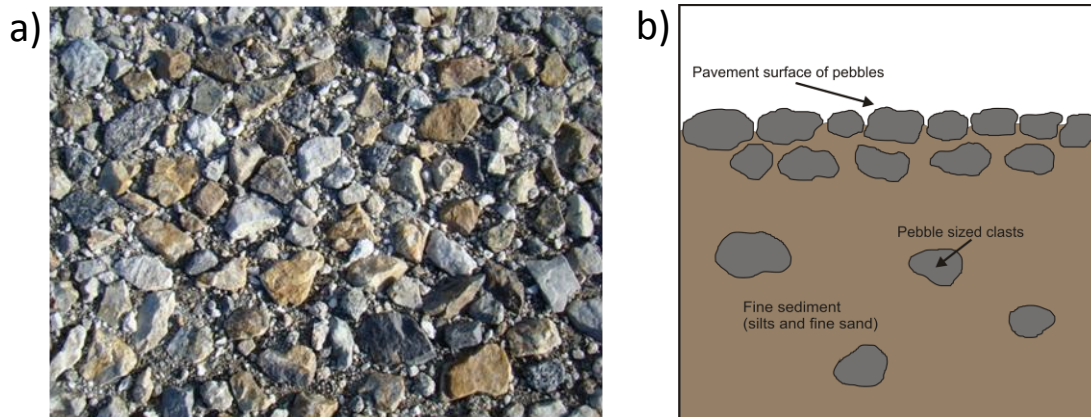 a)
b)
Pavement surface of pebbles
Pebble sized clasts
Fine sediment
(silts and fine sand)